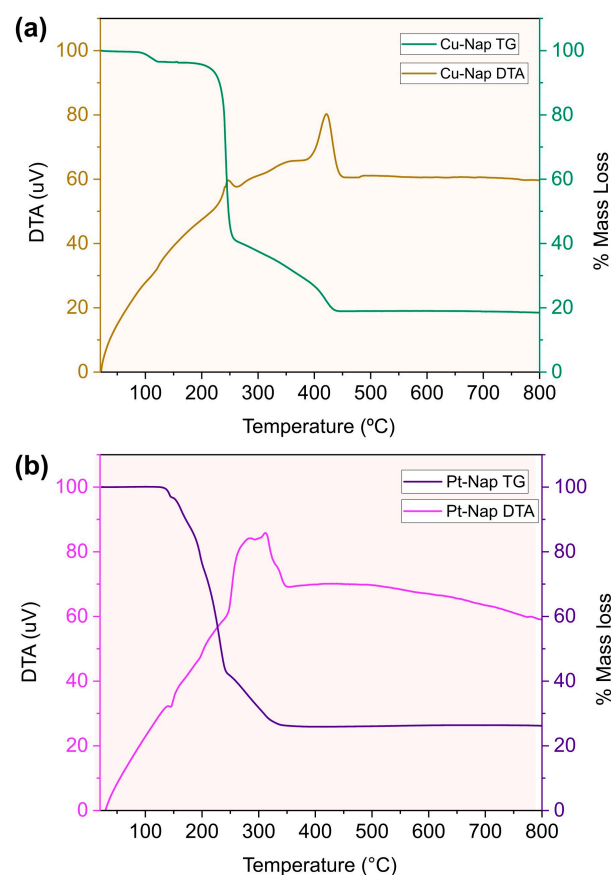 (a)
Cu-Nap TG
Cu-Nap DTA
100
80
60
40
20
0
DTA (uV)
100
80
60
40
20
0
% Mass Loss
100 200 300 400 500 600 700 800
Temperature (ºC)
(b)
Pt-Nap TG
Pt-Nap DTA
100
80
60
40
20
0
DTA (uV)
100
80
60
40
20
0
% Mass loss
100 200 300 400 500 600 700 800
Temperature (°C)